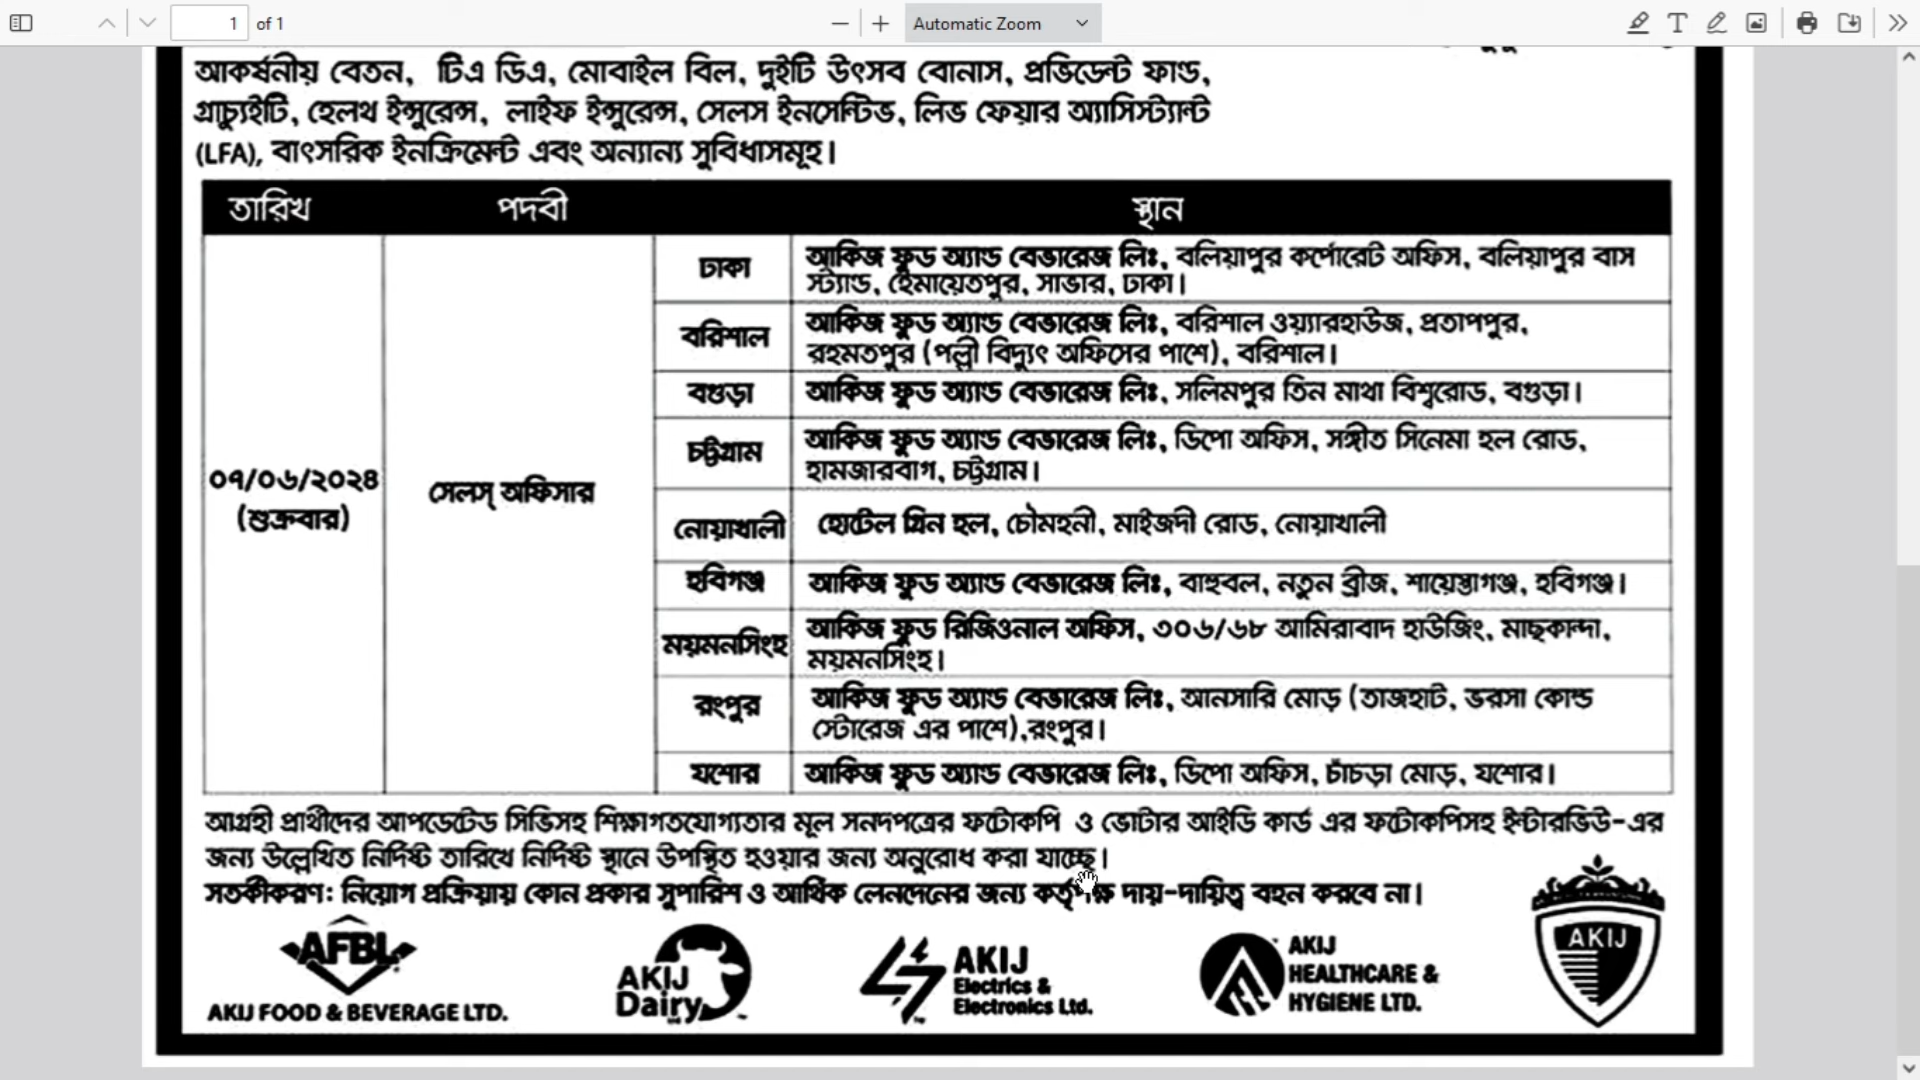 1 of 1 Automatic Zoom
আকর্ষনীয় বেতন, টিএ ডিএ, মোবাইল বিল, দুইটি উৎসব বোনাস, প্রভিডেন্ট ফান্ড,
গ্রাচ্যুইটি, হেলথ ইন্সুরেন্স, লাইফ ইন্সুরেন্স, সেলস ইনসেন্টিভ, লিভ ফেয়ার অ্যাসিস্ট্যান্ট
(LFA), বাৎসরিক ইনক্রিমেন্ট এবং অন্যান্য সুবিধাসমূহ।
তারিখ পদবী স্থান
০৭/০৬/২০২৪
(শুক্রবার)
সেলস্ অফিসার
ঢাকা
আকিজ ফুড অ্যান্ড বেভারেজ লিঃ, বলিয়াপুর কর্পোরেট অফিস, বলিয়াপুর বাস
স্ট্যান্ড, হেমায়েতপুর, সাভার, ঢাকা।
বরিশাল
আকিজ ফুড অ্যান্ড বেভারেজ লিঃ, বরিশাল ওয়্যারহাউজ, প্রতাপপুর,
রহমতপুর (পল্লী বিদ্যুৎ অফিসের পাশে), বরিশাল।
বগুড়া আকিজ ফুড অ্যান্ড বেভারেজ লিঃ, সলিমপুর তিন মাথা বিশ্বরোড, বগুড়া।
চট্টগ্রাম
আকিজ ফুড অ্যান্ড বেভারেজ লিঃ, ডিপো অফিস, সঙ্গীত সিনেমা হল রোড,
হামজারবাগ, চট্টগ্রাম।
নোয়াখালী হোটেল গ্রিন হল, চৌমহনী, মাইজদী রোড, নোয়াখালী
হবিগঞ্জ আকিজ ফুড অ্যান্ড বেভারেজ লিঃ, বাহুবল, নতুন ব্রীজ, শায়েস্তাগঞ্জ, হবিগঞ্জ।
ময়মনসিংহ
আকিজ ফুড রিজিওনাল অফিস, ৩০৬/৬৮ আমিরাবাদ হাউজিং, মাছকান্দা,
ময়মনসিংহ।
রংপুর
আকিজ ফুড অ্যান্ড বেভারেজ লিঃ, আনসারি মোড় (তাজহাট, ভরসা কোল্ড
স্টোরেজ এর পাশে),রংপুর।
যশোর আকিজ ফুড অ্যান্ড বেভারেজ লিঃ, ডিপো অফিস, চাঁচড়া মোড়, যশোর।
আগ্রহী প্রার্থীদের আপডেটেড সিভিসহ শিক্ষাগতযোগ্যতার মূল সনদপত্রের ফটোকপি ও ভোটার আইডি কার্ড এর ফটোকপিসহ ইন্টারভিউ-এর
জন্য উল্লেখিত নির্দিষ্ট তারিখে নির্দিষ্ট স্থানে উপস্থিত হওয়ার জন্য অনুরোধ করা যাচ্ছে।
সতর্কীকরণ: নিয়োগ প্রক্রিয়ায় কোন প্রকার সুপারিশ ও আর্থিক লেনদেনের জন্য কর্তৃপক্ষ দায়-দায়িত্ব বহন করবে না।
AFBL
AKIJ FOOD & BEVERAGE LTD.
AKIJ
Dairy
AKIJ
Electrics &
Electronics Ltd.
AKIJ
HEALTHCARE &
HYGIENE LTD.
AKIJ